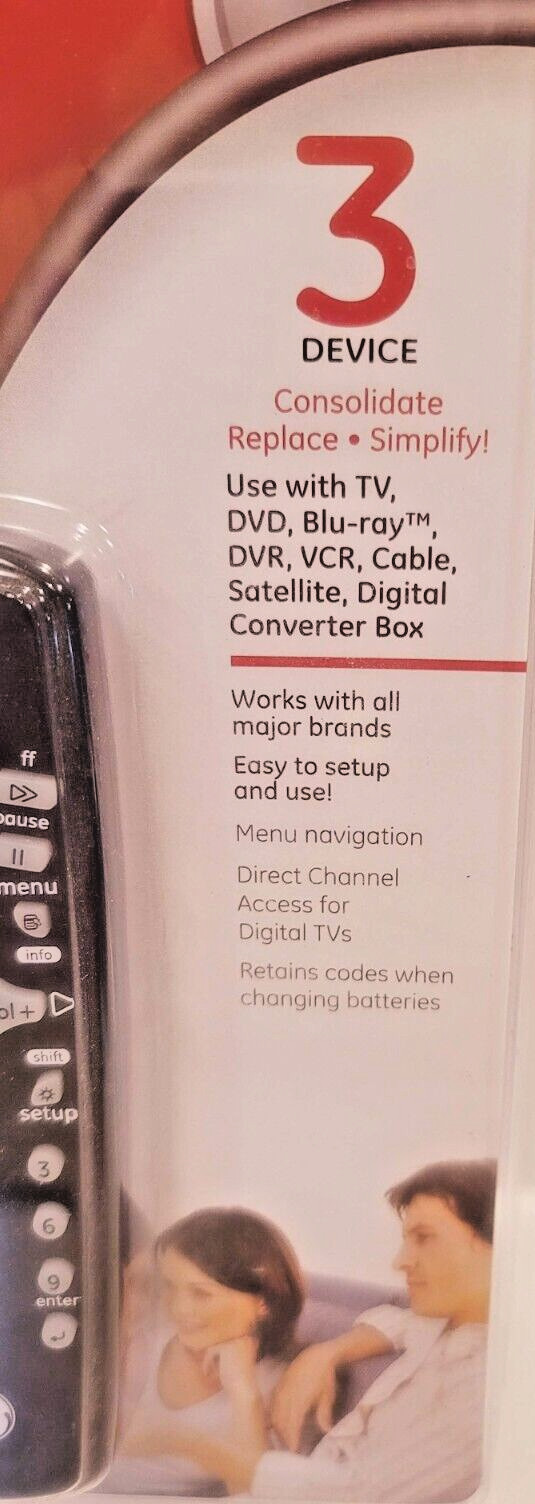 3
DEVICE
Consolidate
Replace • Simplify!
Use with TV,
DVD, Blu-ray™,
DVR, VCR, Cable,
Satellite, Digital
Converter Box
Works with all
major brands
Easy to setup
and use!
Menu navigation
Direct Channel
Access for
Digital TVs
Retains codes when
changing batteries
ff
pause
menu
info
ol +
shift
setup
3
6
9
enter